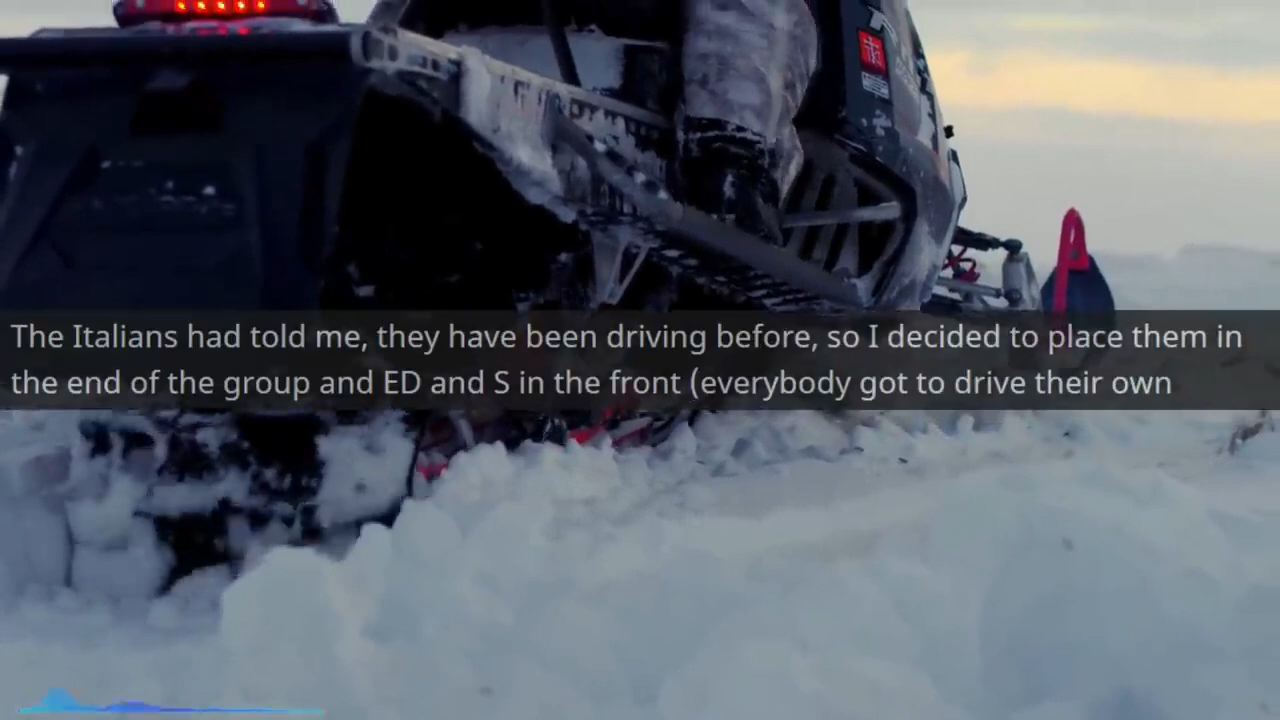 The Italians had told me, they have been driving before, so I decided to place them in
the end of the group and ED and S in the front (everybody got to drive their own